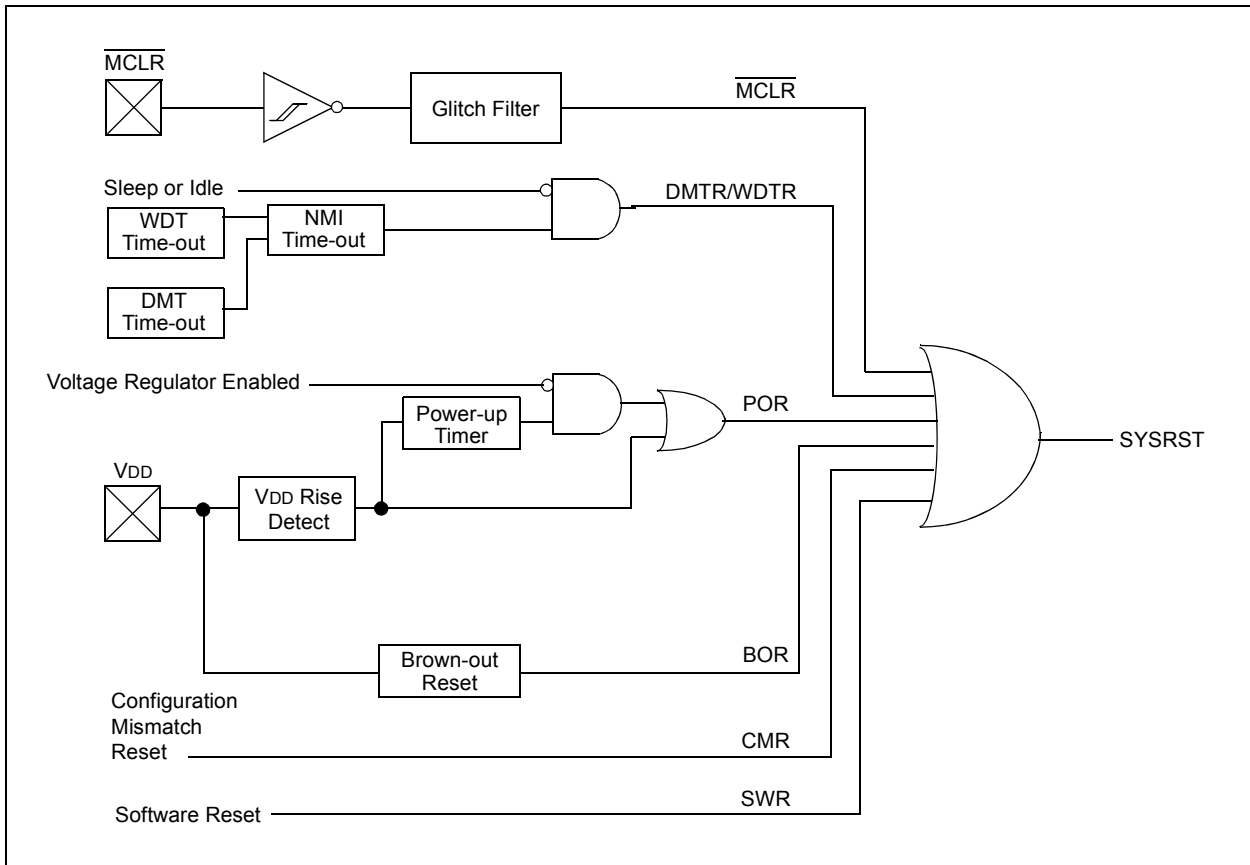 MCLR
Glitch Filter
MCLR
Sleep or Idle
DMTR/WDTR
WDT
Time-out
NMI
Time-out
DMT
Time-out
Voltage Regulator Enabled
Power-up
Timer
POR
SYSRST
VDD
VDD Rise
Detect
Brown-out
Reset
BOR
Configuration
Mismatch
Reset
CMR
SWR
Software Reset